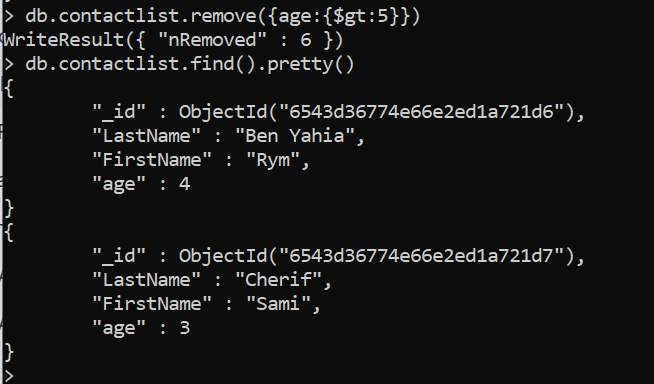 > db.contactlist.remove({age:{$gt:5}})
WriteResult({ "nRemoved" : 6 })
> db.contactlist.find().pretty()
{
        "_id" : ObjectId("6543d36774e66e2ed1a721d6"),
        "LastName" : "Ben Yahia",
        "FirstName" : "Rym",
        "age" : 4
}
{
        "_id" : ObjectId("6543d36774e66e2ed1a721d7"),
        "LastName" : "Cherif",
        "FirstName" : "Sami",
        "age" : 3
}
>